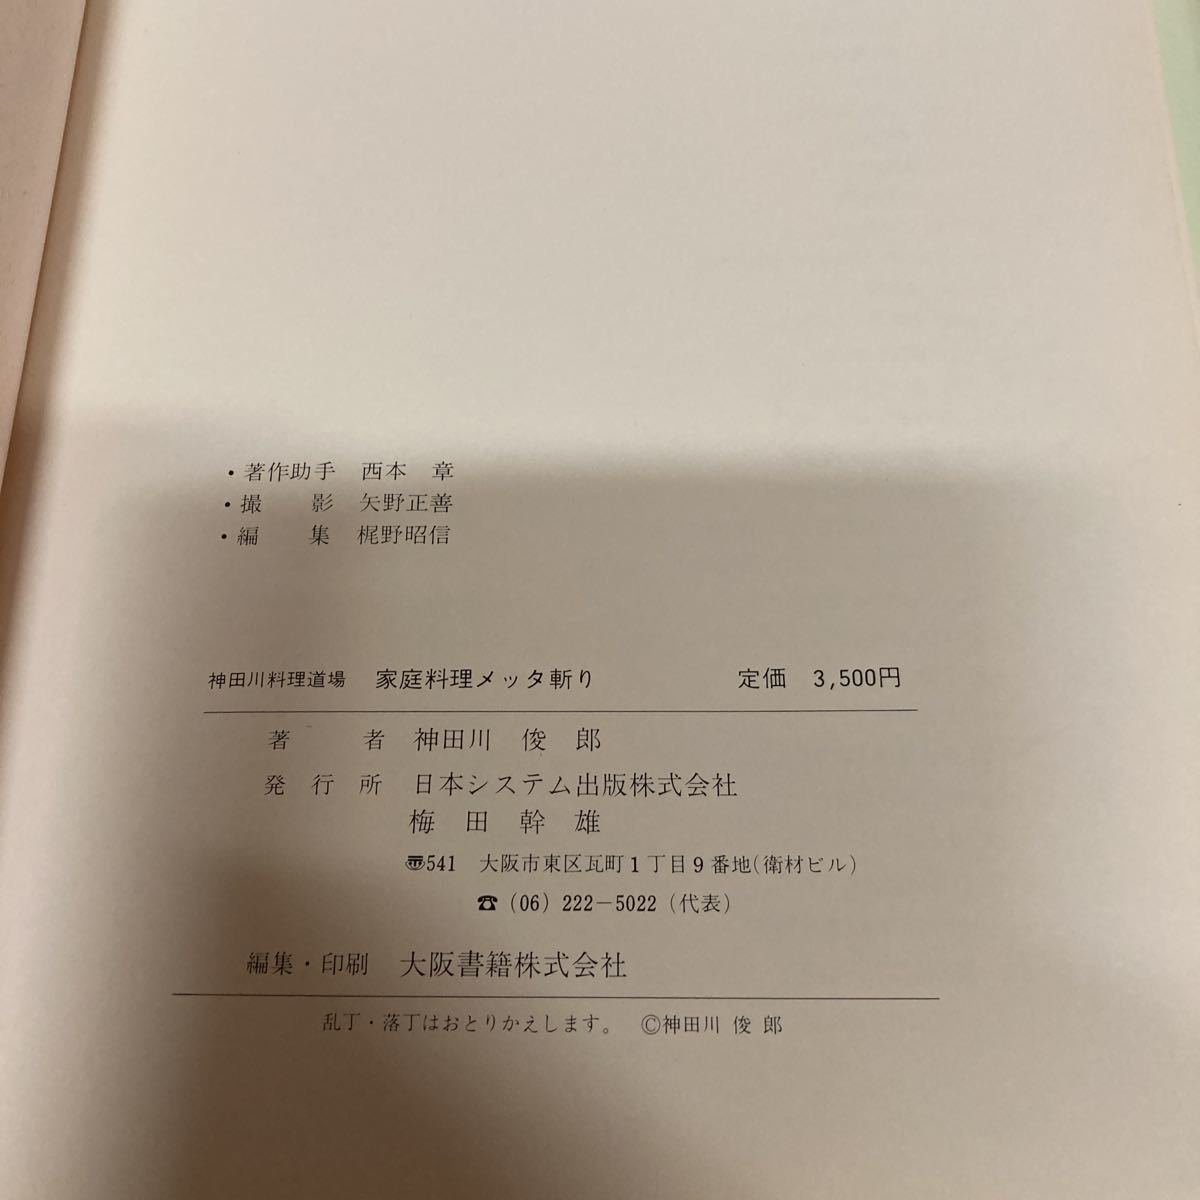 ・著作助手　西本　章
・撮　　影　矢野正善
・編　　集　梶野昭信
神田川料理道場　家庭料理メッタ斬り　定価　3,500円
著　　者　神田川　俊　郎
発　行　所　日本システム出版株式会社
梅　田　幹　雄
〠541　大阪市東区瓦町1丁目9番地(衛材ビル)
☎(06) 222－5022(代表)
編集・印刷　大阪書籍株式会社
乱丁・落丁はおとりかえします。　©神田川　俊　郎